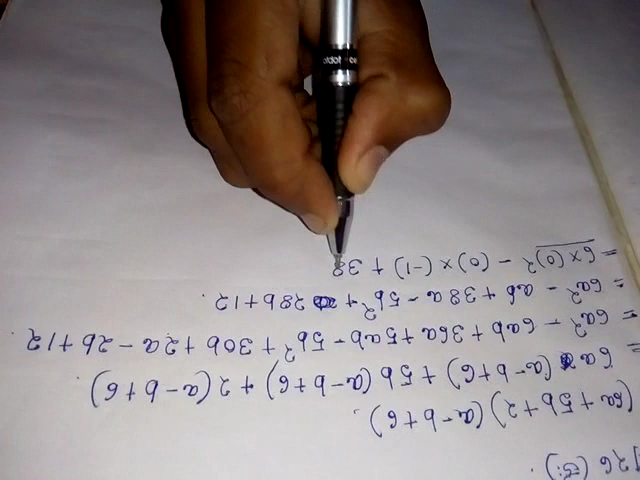 ]26 (5:).
(6a + 5b + 2) (a - b + 6).
= 6a (a - b + 6) + 5b (a - b + 6) + 2 (a - b + 6).
= 6a² - 6ab + 36a + 5ab - 5b² + 30b + 2a - 2b + 12.
= 6a² - ab + 38a - 5b² + 28b + 12.
= 6 × (0)² - (0) × (-1) + 38